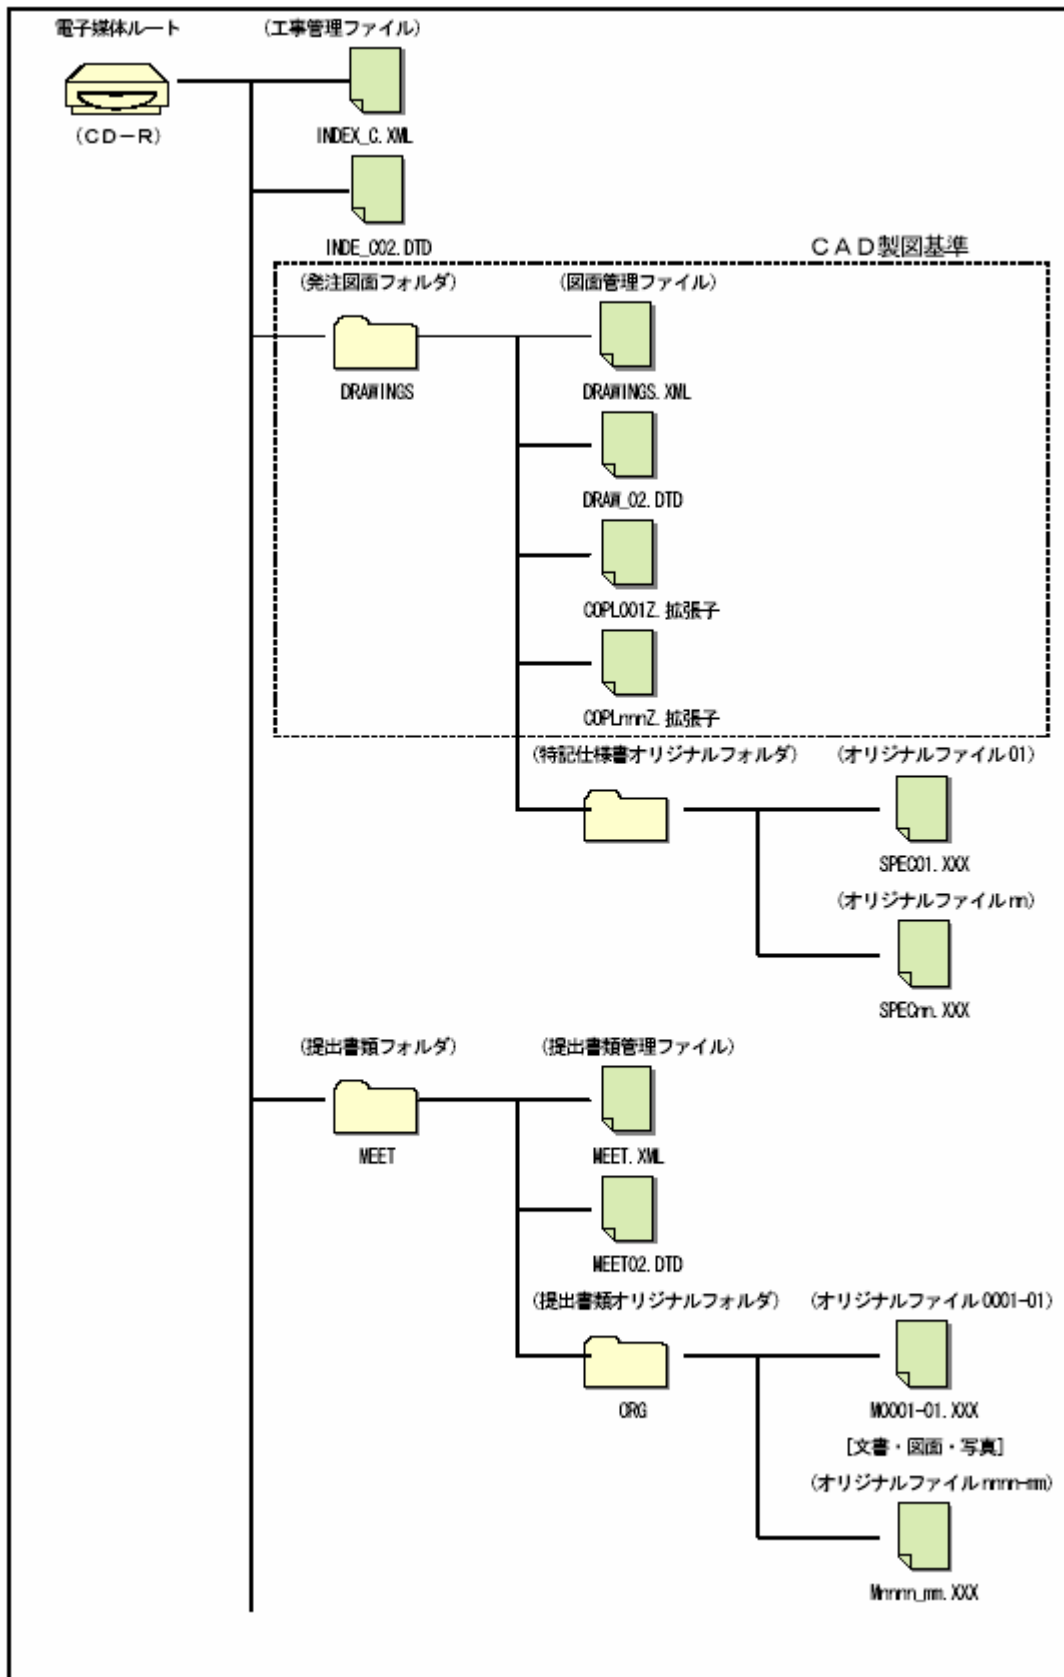 電子媒体ルート (工事管理ファイル)
(CD-R)
INDEX_C.XML
INDE_C02.DTD
CAD製図基準
(発注図面フォルダ) (図面管理ファイル)
DRAWINGS DRAWINGS.XML
DRAW_02.DTD
C0PL001Z.拡張子
C0PLnnnZ.拡張子
(特記仕様書オリジナルフォルダ) (オリジナルファイル01)
SPEC01.XXX
(オリジナルファイルnn)
SPECnn.XXX
(提出書類フォルダ) (提出書類管理ファイル)
MEET MEET.XML
MEET02.DTD
(提出書類オリジナルフォルダ) (オリジナルファイル0001-01)
ORG M0001-01.XXX
[文書・図面・写真]
(オリジナルファイルnnnn-mm)
Mnnnn_mm.XXX